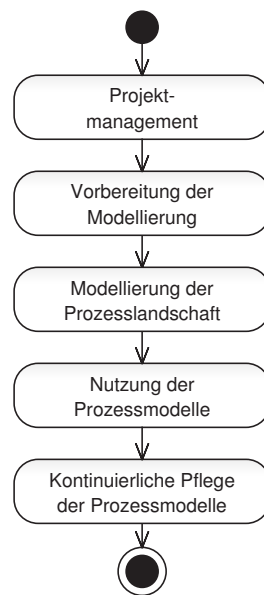 Projekt-
management
Vorbereitung der
Modellierung
Modellierung der
Prozesslandschaft
Nutzung der
Prozessmodelle
Kontinuierliche Pflege
der Prozessmodelle